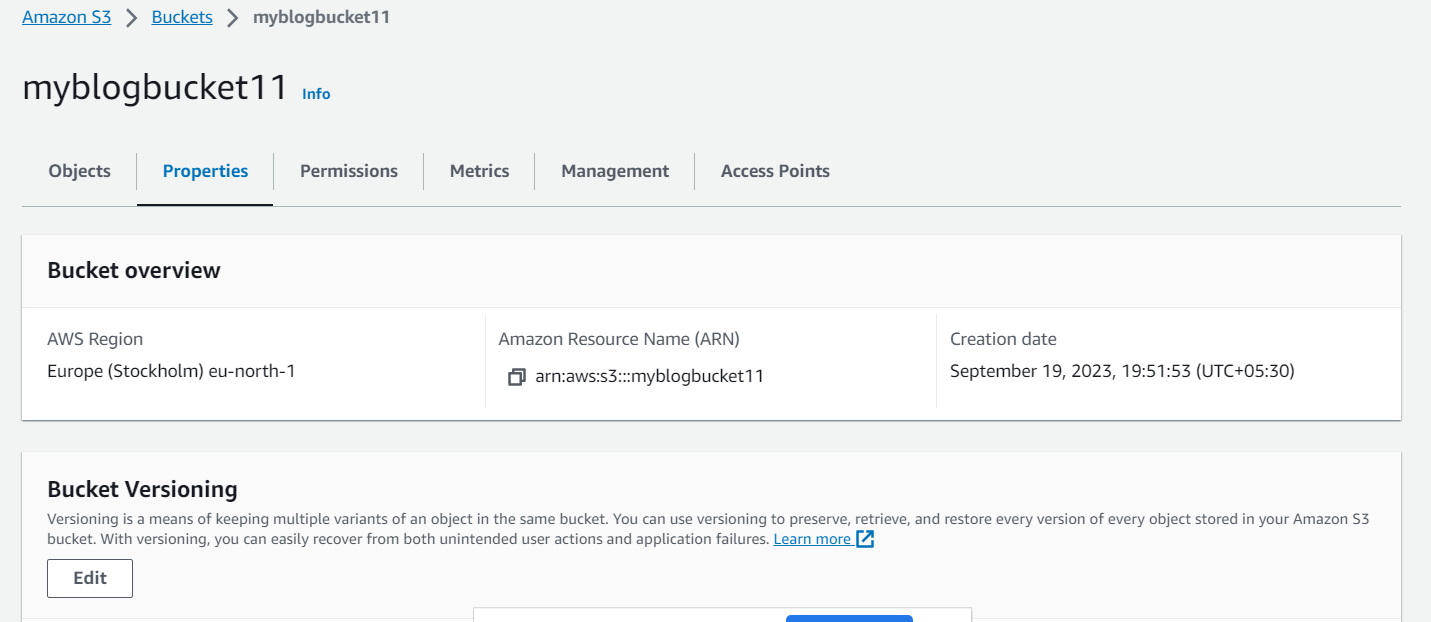 Amazon S3 > Buckets > myblogbucket11
myblogbucket11 Info
Objects Properties Permissions Metrics Management Access Points
Bucket overview
AWS Region
Europe (Stockholm) eu-north-1
Amazon Resource Name (ARN)
arn:aws:s3:::myblogbucket11
Creation date
September 19, 2023, 19:51:53 (UTC+05:30)
Bucket Versioning
Versioning is a means of keeping multiple variants of an object in the same bucket. You can use versioning to preserve, retrieve, and restore every version of every object stored in your Amazon S3
bucket. With versioning, you can easily recover from both unintended user actions and application failures. Learn more
Edit